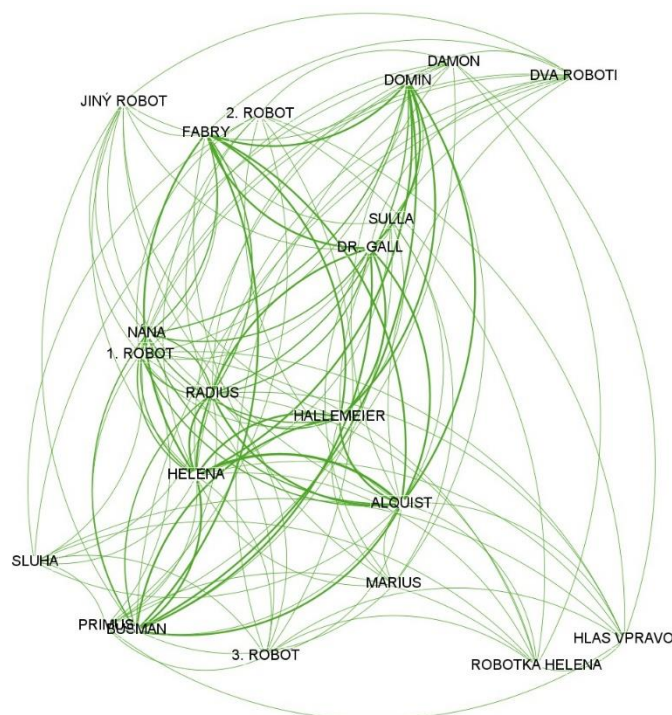 DAMON
DOMIN
DVA ROBOTI
JINÝ ROBOT
2. ROBOT
FABRY
SULLA
DR. GALL
NÁNA
1. ROBOT
RADIUS
HALLEMEIER
HELENA
ALQUIST
SLUHA
MARIUS
PRIMUS
BUSMAN
HLAS VPRAVO
3. ROBOT
ROBOTKA HELENA